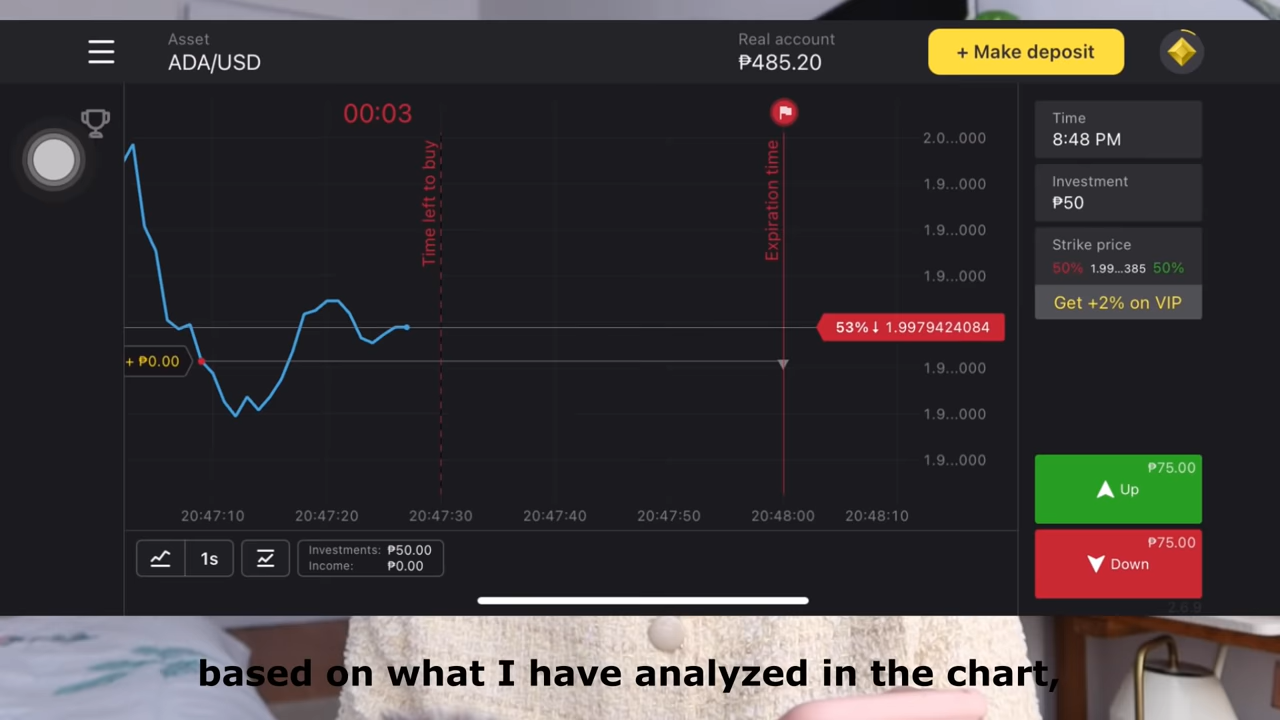 Asset
ADA/USD
Real account
₱485.20
+ Make deposit
00:03
Time left to buy
Expiration time
2.0...000
1.9...000
1.9...000
1.9...000
53%↓ 1.9979424084
+ ₱0.00
1.9...000
1.9...000
1.9...000
20:47:10 20:47:20 20:47:30 20:47:40 20:47:50 20:48:00 20:48:10
1s
Investments: ₱50.00
Income: ₱0.00
Time
8:48 PM
Investment
₱50
Strike price
50% 1.99...385 50%
Get +2% on VIP
₱75.00
Up
₱75.00
Down
2.6.9
based on what I have analyzed in the chart,